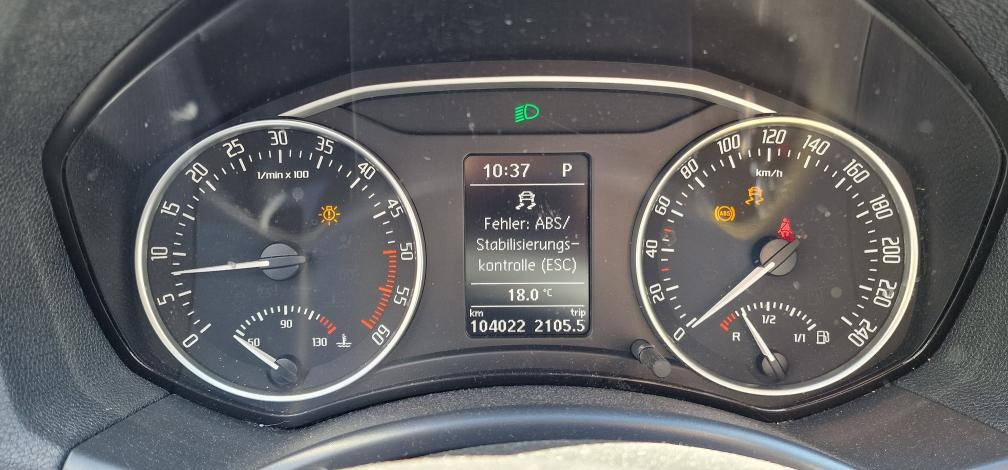 0 5 10 15 20 25 30 35 40 45 50 55 60
1/min x 100
50 90 130
10:37 P
Fehler: ABS/
Stabilisierungs-
kontrolle (ESC)
18.0 °C
km trip
104022 2105.5
0 20 40 60 80 100 120 140 160 180 200 220 240
km/h
ABS
R 1/2 1/1